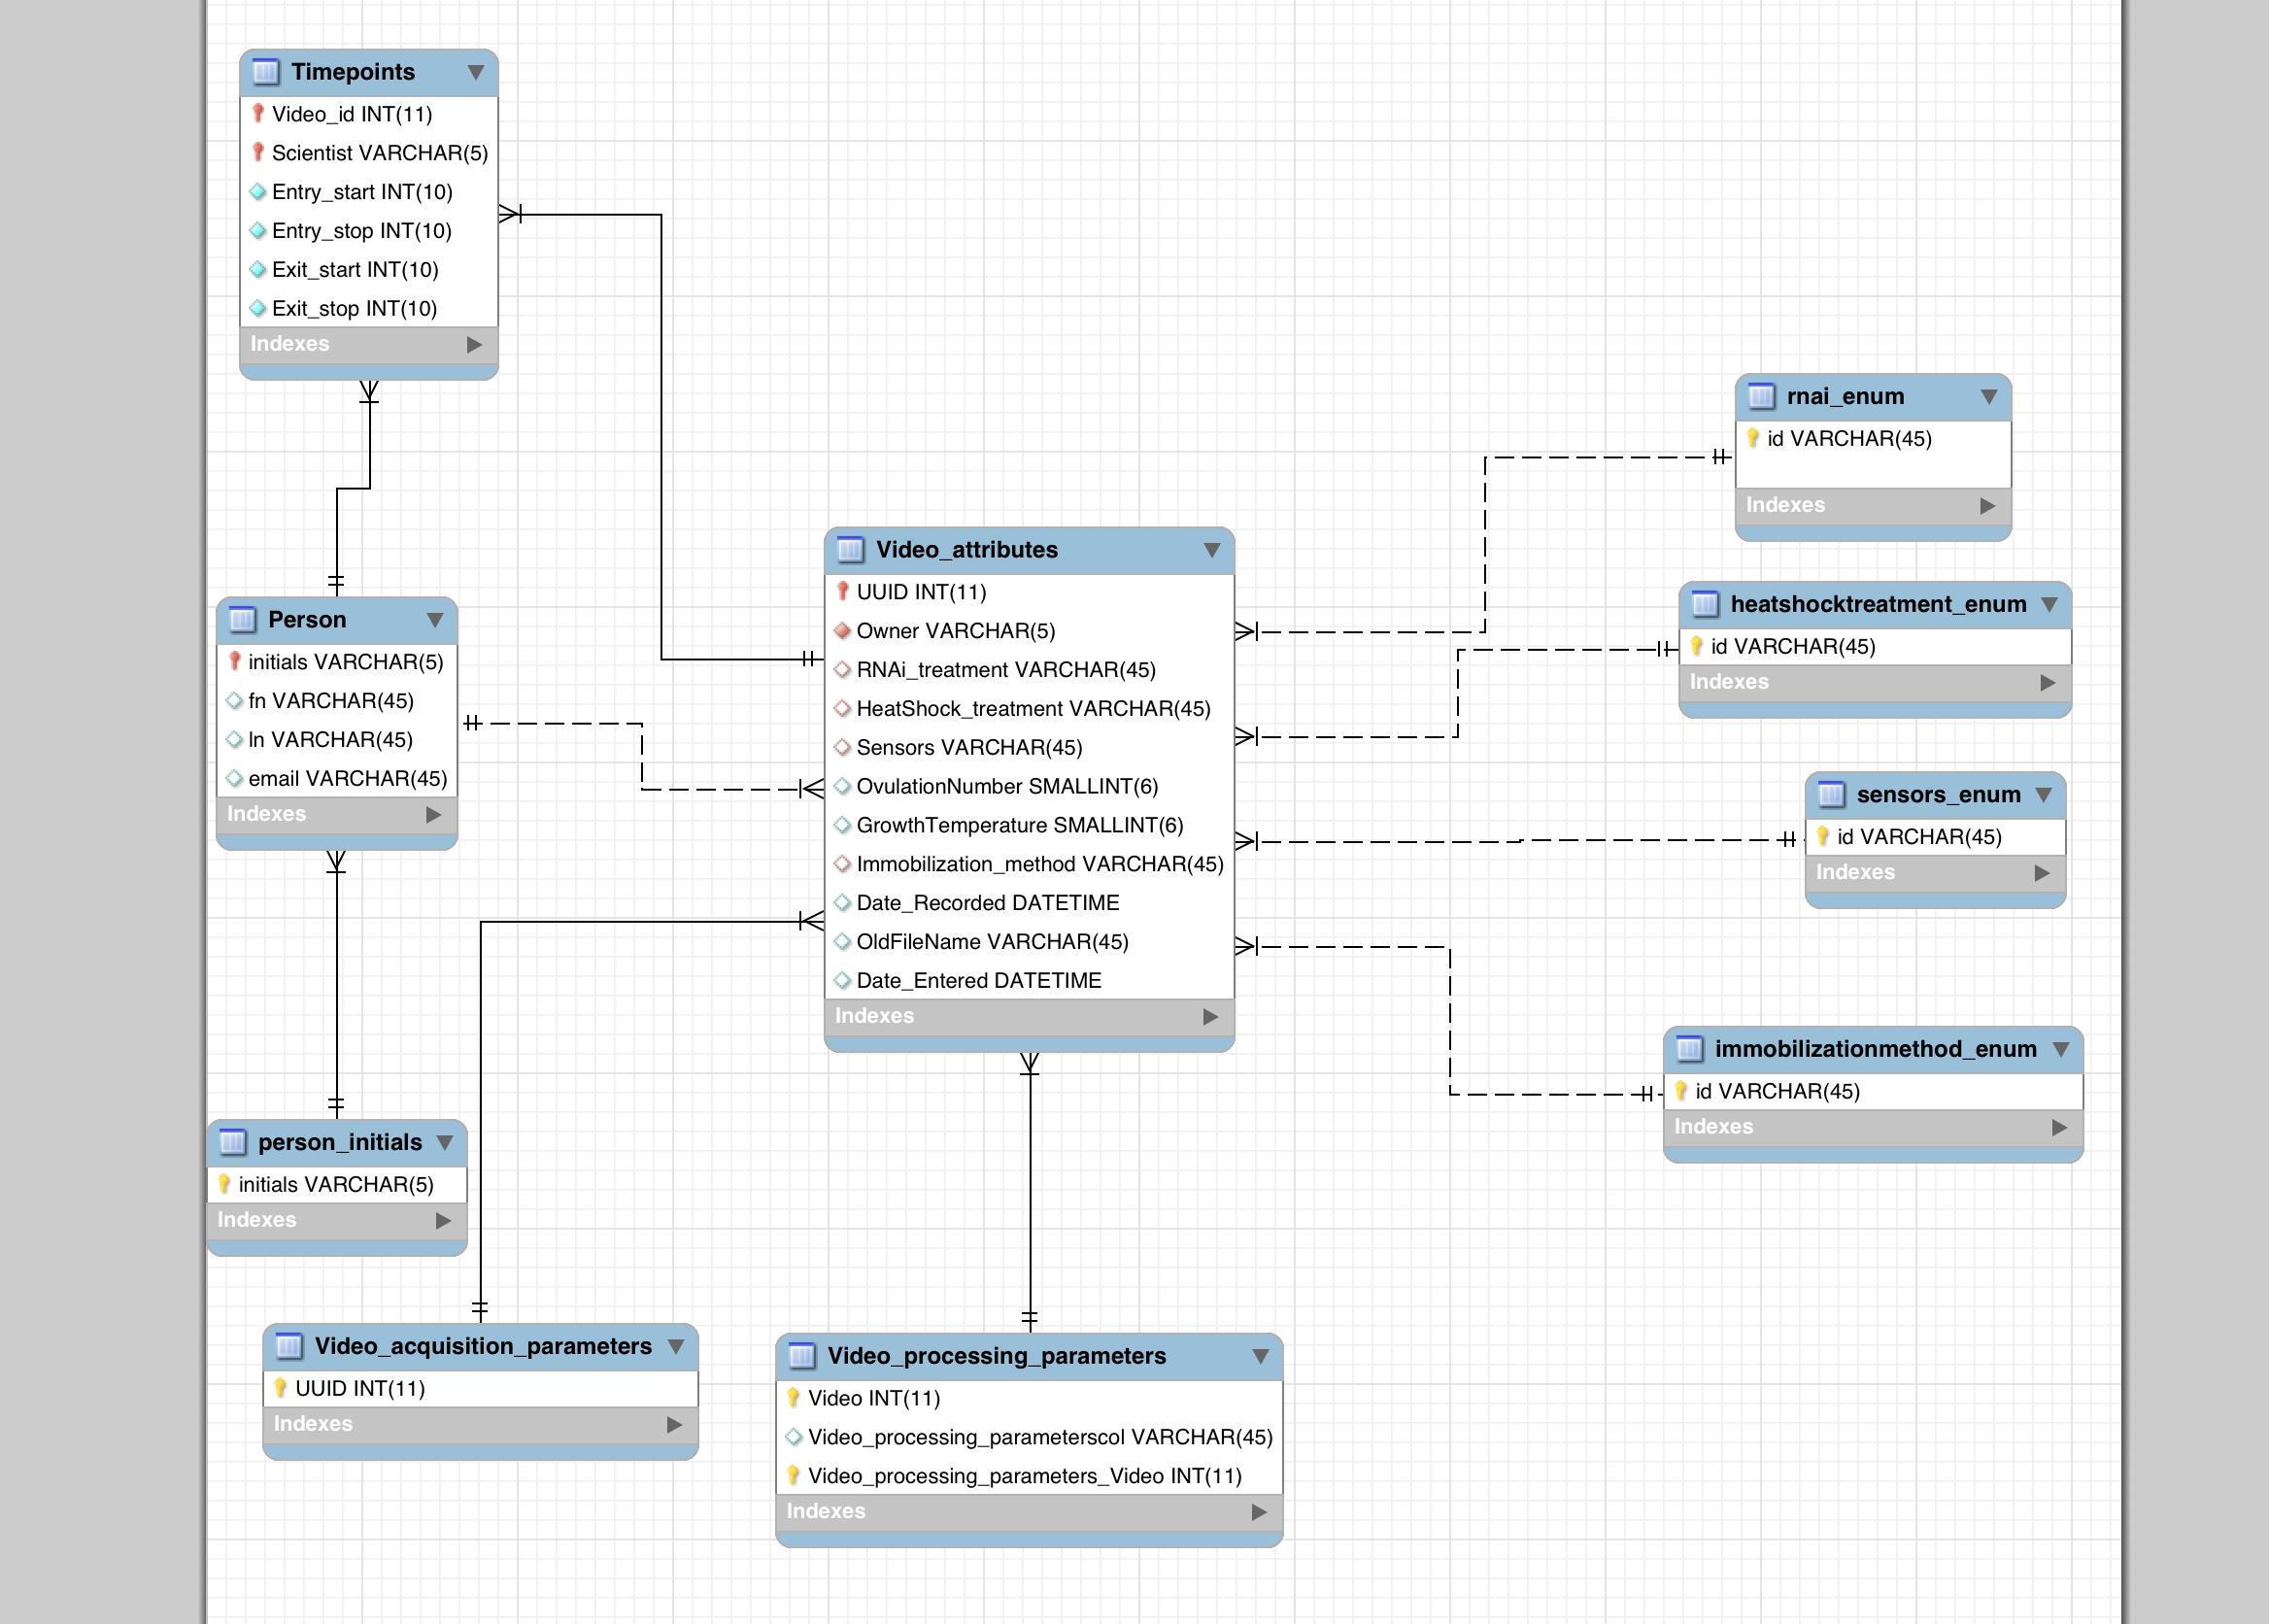 Timepoints
Video_id INT(11)
Scientist VARCHAR(5)
Entry_start INT(10)
Entry_stop INT(10)
Exit_start INT(10)
Exit_stop INT(10)
Indexes
Person
initials VARCHAR(5)
fn VARCHAR(45)
ln VARCHAR(45)
email VARCHAR(45)
Indexes
person_initials
initials VARCHAR(5)
Indexes
Video_acquisition_parameters
UUID INT(11)
Indexes
Video_attributes
UUID INT(11)
Owner VARCHAR(5)
RNAi_treatment VARCHAR(45)
HeatShock_treatment VARCHAR(45)
Sensors VARCHAR(45)
OvulationNumber SMALLINT(6)
GrowthTemperature SMALLINT(6)
Immobilization_method VARCHAR(45)
Date_Recorded DATETIME
OldFileName VARCHAR(45)
Date_Entered DATETIME
Indexes
Video_processing_parameters
Video INT(11)
Video_processing_parameterscol VARCHAR(45)
Video_processing_parameters_Video INT(11)
Indexes
rnai_enum
id VARCHAR(45)
Indexes
heatshocktreatment_enum
id VARCHAR(45)
Indexes
sensors_enum
id VARCHAR(45)
Indexes
immobilizationmethod_enum
id VARCHAR(45)
Indexes